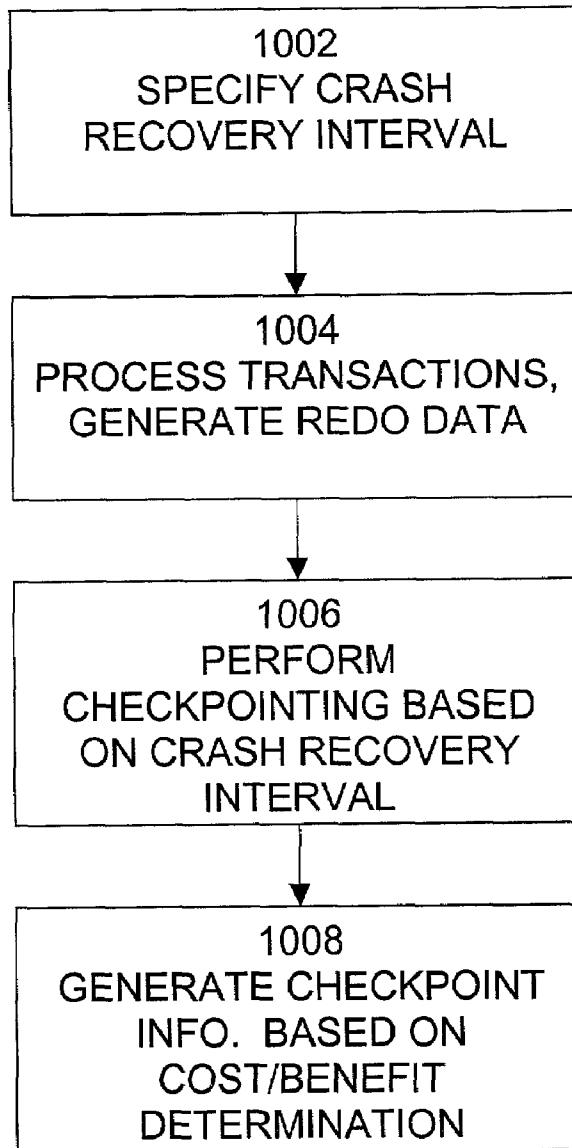 1002
SPECIFY CRASH
RECOVERY INTERVAL
1004
PROCESS TRANSACTIONS,
GENERATE REDO DATA
1006
PERFORM
CHECKPOINTING BASED
ON CRASH RECOVERY
INTERVAL
1008
GENERATE CHECKPOINT
INFO. BASED ON
COST/BENEFIT
DETERMINATION